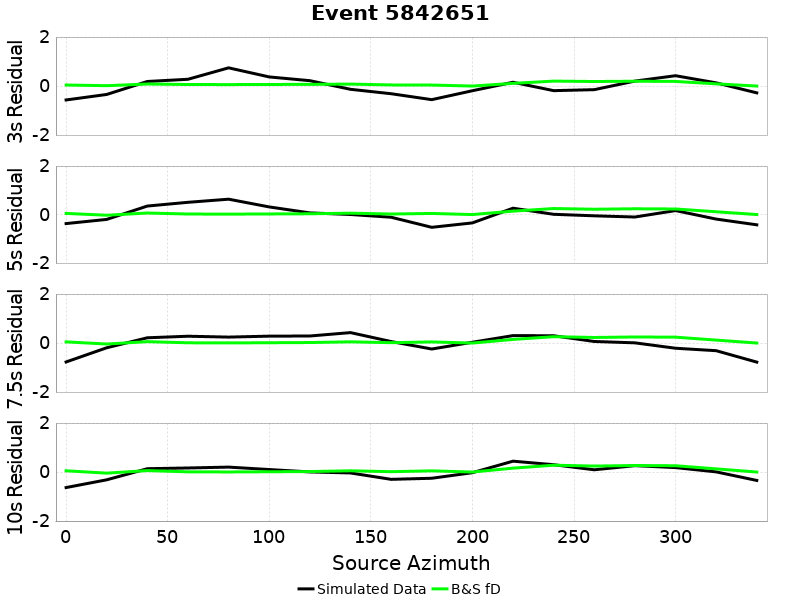 Event 5842651
3s Residual
2
0
-2
5s Residual
2
0
-2
7.5s Residual
2
0
-2
10s Residual
2
0
-2
0 50 100 150 200 250 300
Source Azimuth
Simulated Data B&S fD